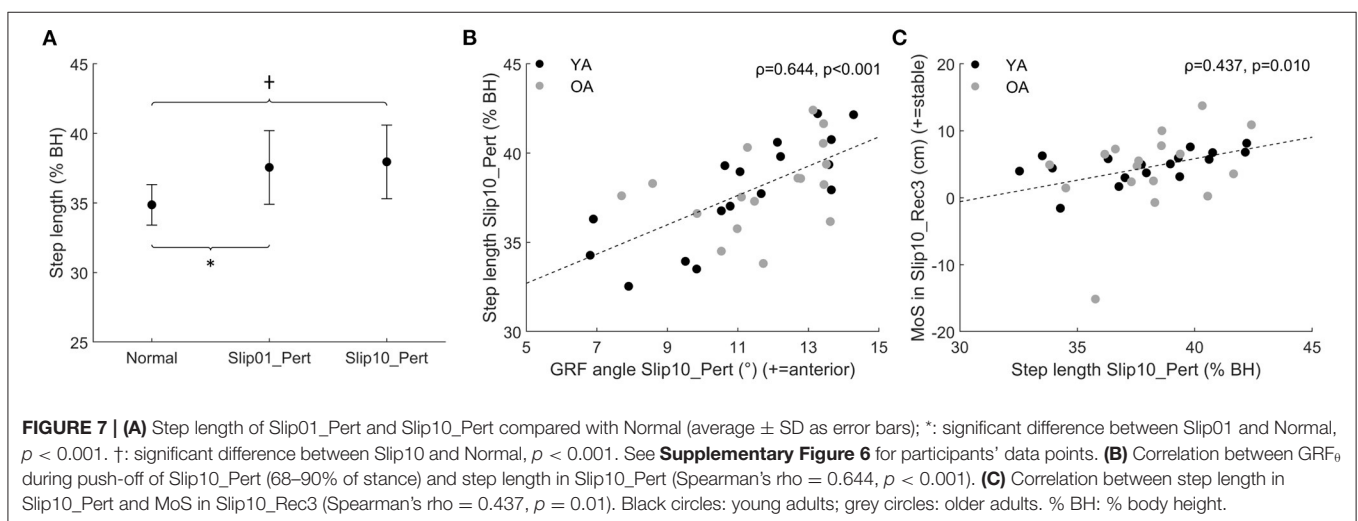 A
†
Step length (% BH)
45
40
35
30
25
*
Normal
Slip01_Pert
Slip10_Pert
B
YA
OA
ρ=0.644, p<0.001
Step length Slip10_Pert (% BH)
45
40
35
30
5
7
9
11
13
15
GRF angle Slip10_Pert (°) (+=anterior)
C
YA
OA
ρ=0.437, p=0.010
MoS in Slip10_Rec3 (cm) (+=stable)
20
10
0
-10
-20
30
35
40
45
Step length Slip10_Pert (% BH)
FIGURE 7 | (A) Step length of Slip01_Pert and Slip10_Pert compared with Normal (average ± SD as error bars); *: significant difference between Slip01 and Normal,
p < 0.001. †: significant difference between Slip10 and Normal, p < 0.001. See Supplementary Figure 6 for participants’ data points. (B) Correlation between GRFθ
during push-off of Slip10_Pert (68–90% of stance) and step length in Slip10_Pert (Spearman’s rho = 0.644, p < 0.001). (C) Correlation between step length in
Slip10_Pert and MoS in Slip10_Rec3 (Spearman’s rho = 0.437, p = 0.01). Black circles: young adults; grey circles: older adults. % BH: % body height.